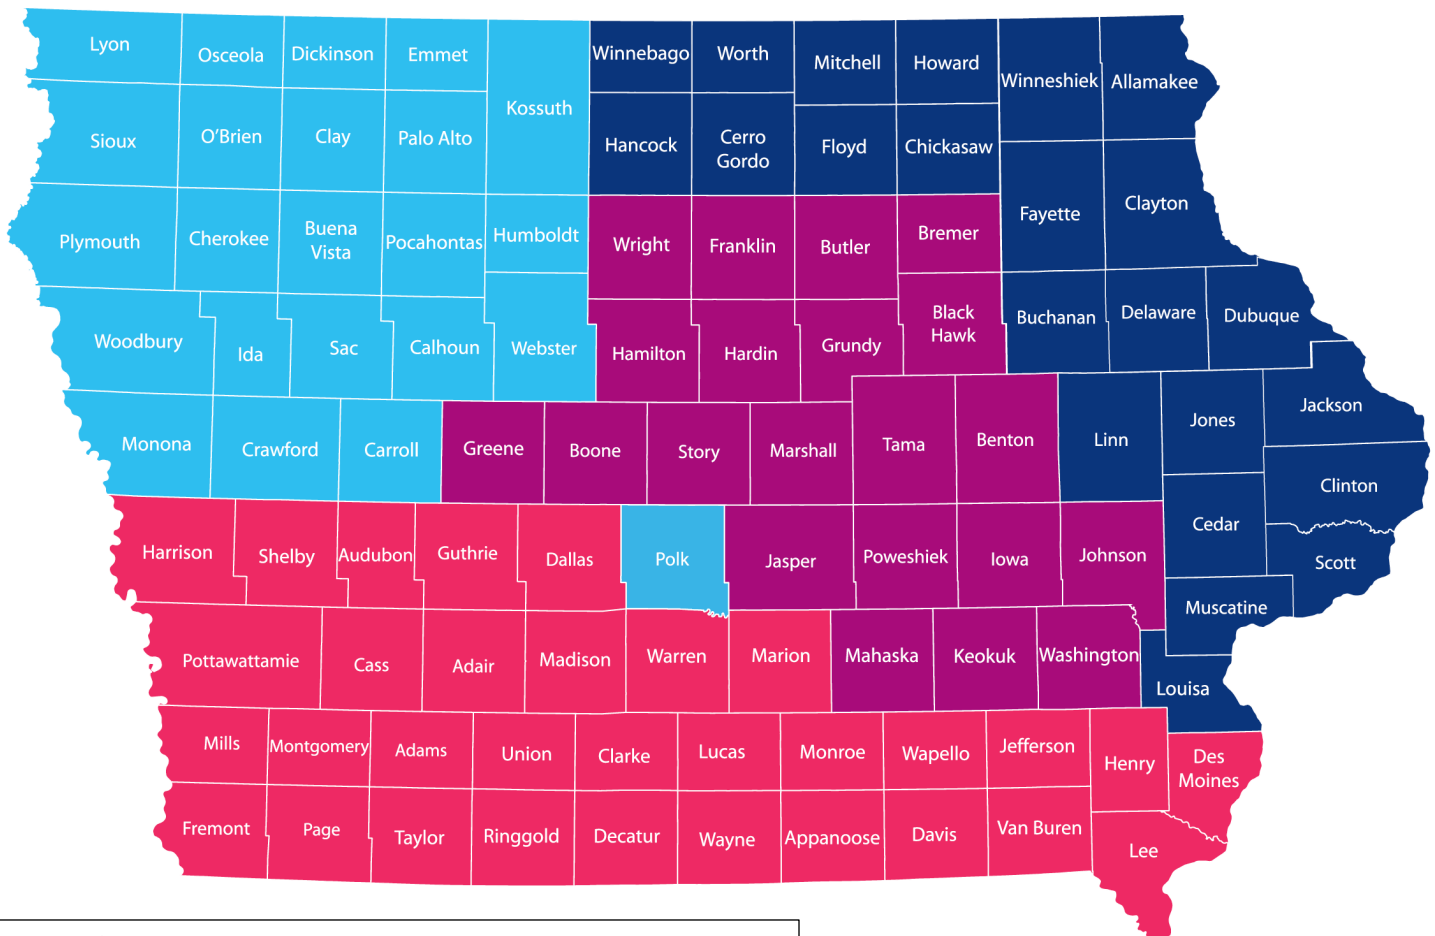 Lyon
Osceola
Dickinson
Emmet
Kossuth
Winnebago
Worth
Mitchell
Howard
Winneshiek
Allamakee
Sioux
O'Brien
Clay
Palo Alto
Hancock
Cerro
Gordo
Floyd
Chickasaw
Fayette
Clayton
Plymouth
Cherokee
Buena
Vista
Pocahontas
Humboldt
Wright
Franklin
Butler
Bremer
Woodbury
Ida
Sac
Calhoun
Webster
Hamilton
Hardin
Grundy
Black
Hawk
Buchanan
Delaware
Dubuque
Monona
Crawford
Carroll
Greene
Boone
Story
Marshall
Tama
Benton
Linn
Jones
Jackson
Clinton
Cedar
Scott
Harrison
Shelby
Audubon
Guthrie
Dallas
Polk
Jasper
Poweshiek
Iowa
Johnson
Muscatine
Pottawattamie
Cass
Adair
Madison
Warren
Marion
Mahaska
Keokuk
Washington
Louisa
Mills
Montgomery
Adams
Union
Clarke
Lucas
Monroe
Wapello
Jefferson
Henry
Des
Moines
Fremont
Page
Taylor
Ringgold
Decatur
Wayne
Appanoose
Davis
Van Buren
Lee